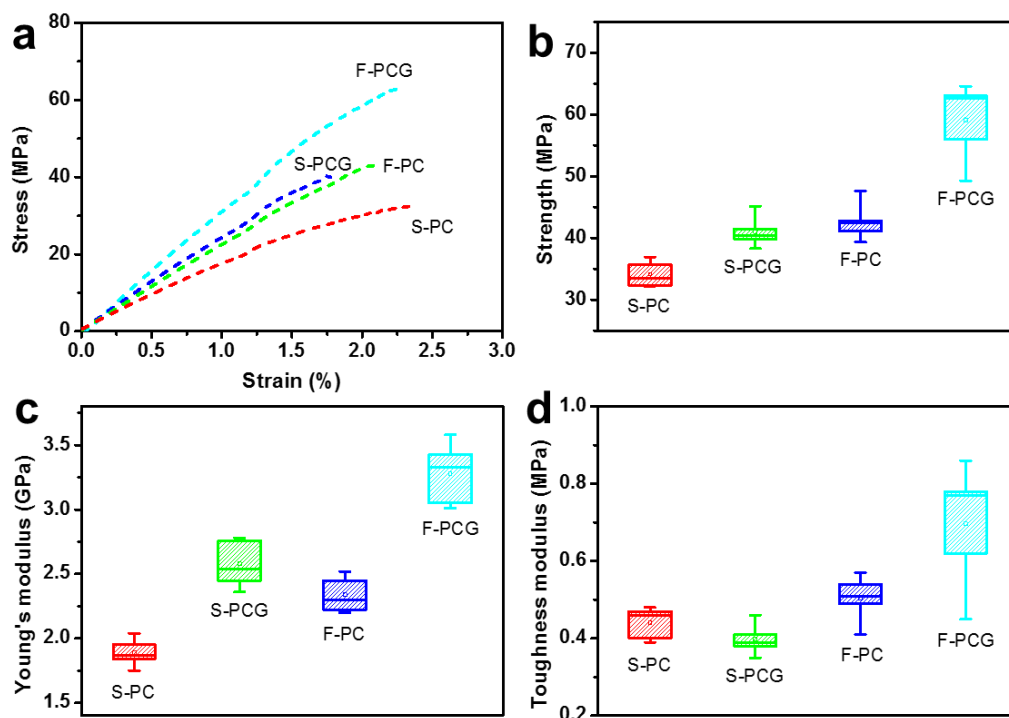 a
80
60
40
20
0
Stress (MPa)
F-PCG
S-PCG
F-PC
S-PC
0.0 0.5 1.0 1.5 2.0 2.5 3.0
Strain (%)
b
70
60
50
40
30
Strength (MPa)
S-PC
S-PCG
F-PC
F-PCG
c
3.5
3.0
2.5
2.0
1.5
Young's modulus (GPa)
S-PC
S-PCG
F-PC
F-PCG
d
1.0
0.8
0.6
0.4
0.2
Toughness modulus (MPa)
S-PC
S-PCG
F-PC
F-PCG